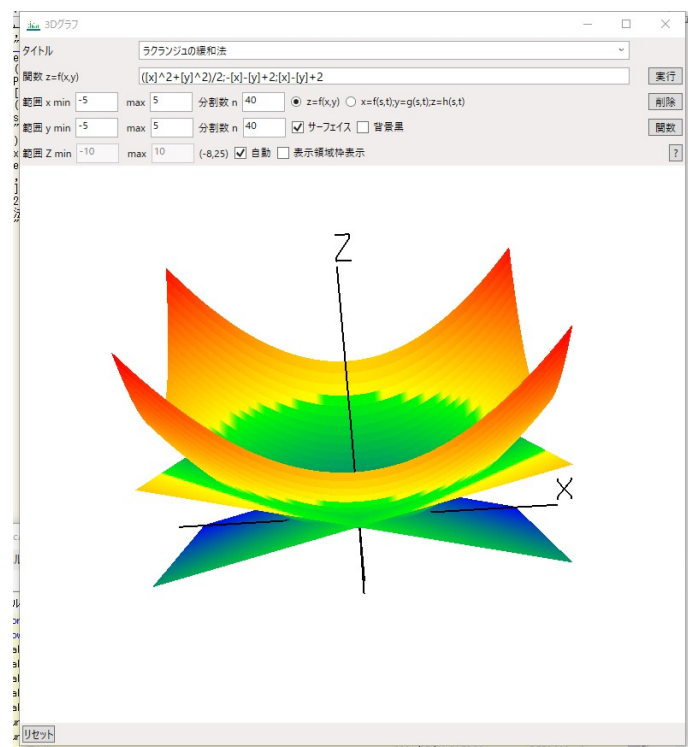 3Dグラフ
タイトル ラグランジュの緩和法
関数 z=f(x,y) ([x]^2+[y]^2)/2;-[x]-[y]+2;[x]-[y]+2 実行
範囲 x min -5 max 5 分割数 n 40 z=f(x,y) x=f(s,t);y=g(s,t);z=h(s,t) 削除
範囲 y min -5 max 5 分割数 n 40 サーフェイス 背景黒 関数
範囲 Z min -10 max 10 (-8,25) 自動 表示領域枠表示 ?
Z
X
リセット